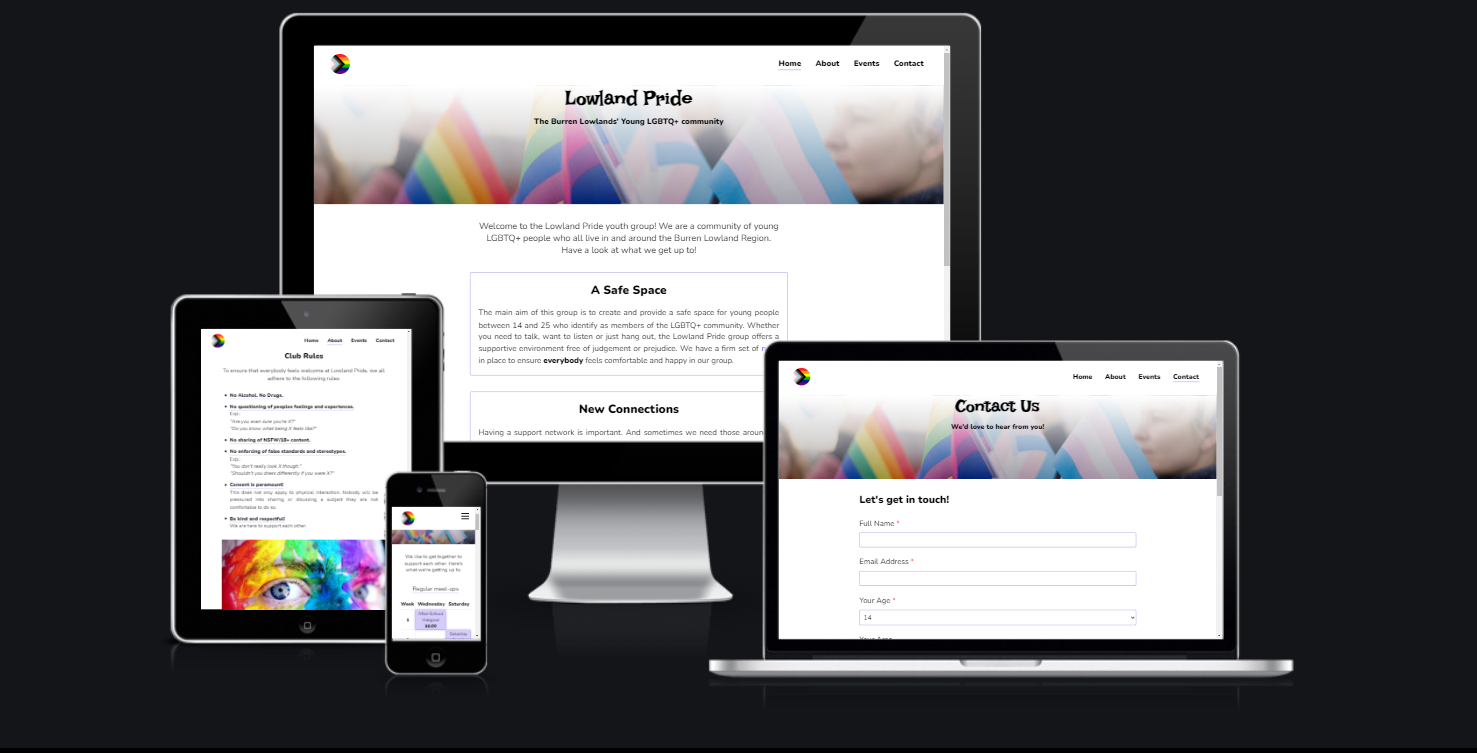 Home About Events Contact
Lowland Pride
The Burren Lowlands' Young LGBTQ+ community
Welcome to the Lowland Pride youth group! We are a community of young
LGBTQ+ people who all live in and around the Burren Lowland Region.
Have a look at what we get up to!
A Safe Space
The main aim of this group is to create and provide a safe space for young people
between 14 and 25 who identify as members of the LGBTQ+ community. Whether
you need to talk, want to listen or just hang out, the Lowland Pride group offers a
supportive environment free of judgement or prejudice. We have a firm set of
in place to ensure everybody feels comfortable and happy in our group.
New Connections
Having a support network is important. And sometimes we need those
Home About Events Contact
Club Rules
To ensure that everybody feels welcome at Lowland Pride, we all
adhere to the following rules:
No Alcohol. No Drugs.
No questioning of peoples feelings and experiences.
Exp.:
"Are you even sure you're X?"
"Do you know what being X feels like?"
No sharing of NSFW/18+ content.
No enforcing of false standards and stereotypes.
Exp.:
"You don't really look X though."
"Shouldn't you dress differently if you were X?"
Consent is paramount!
This does not only apply to physical interaction. Nobody will be
pressured into sharing or discussing a subject they are not
comfortable to do so.
Be kind and respectful!
We are here to support each other.
We like to get together to
support each other. Here's
what we're getting up to
Regular meet-ups
Week Wednesday Saturday
Home About Events Contact
Contact Us
We'd love to hear from you!
Let's get in touch!
Full Name *
Email Address *
Your Age *
14